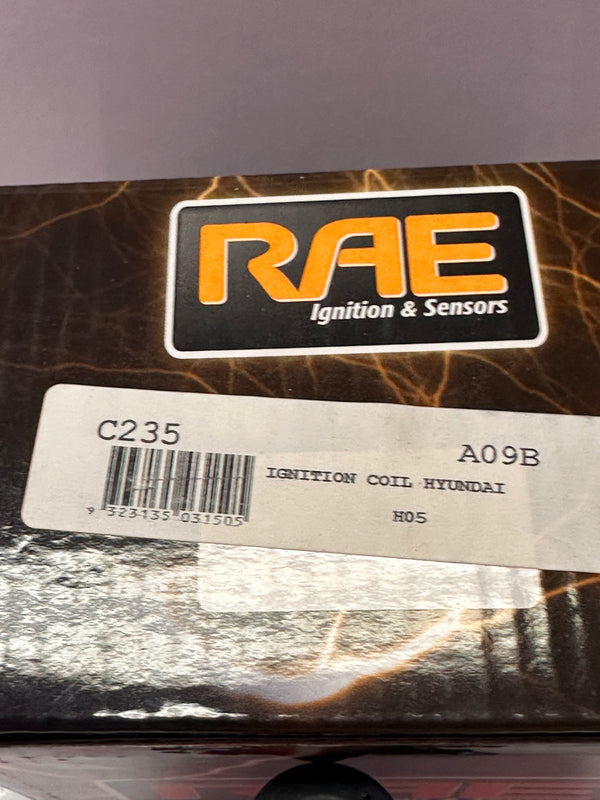 RAE
Ignition & Sensors
C235
A09B
IGNITION COIL HYUNDAI
H05
9 323135 031505